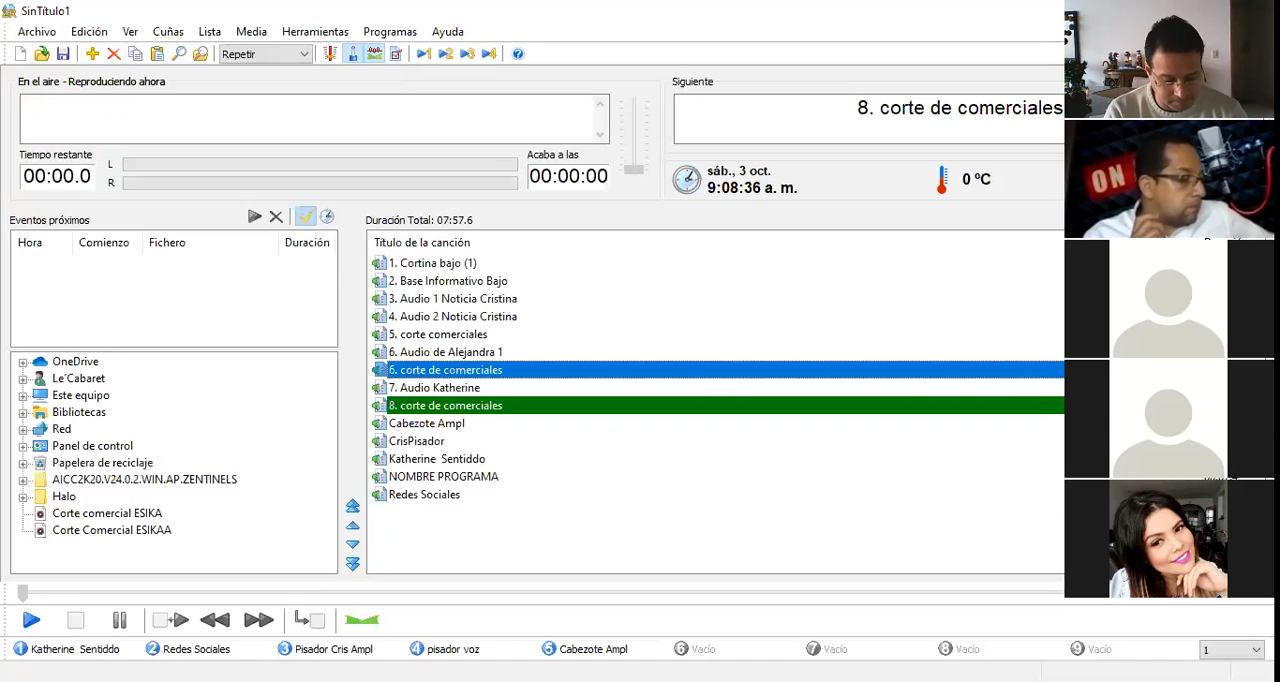 SinTítulo1
Archivo Edición Ver Cuñas Lista Media Herramientas Programas Ayuda
Repetir 1 2 3 4
En el aire - Reproduciendo ahora
Siguiente
8. corte de comerciales
Tiempo restante
00:00.0
L
R
Acaba a las
00:00:00
sáb., 3 oct.
9:08:36 a. m.
0 ºC
ON
Eventos próximos
Hora Comienzo Fichero Duración
Duración Total: 07:57.6
Título de la canción
1. Cortina bajo (1)
2. Base Informativo Bajo
3. Audio 1 Noticia Cristina
4. Audio 2 Noticia Cristina
5. corte comerciales
6. Audio de Alejandra 1
6. corte de comerciales
7. Audio Katherine
8. corte de comerciales
Cabezote Ampl
CrisPisador
Katherine Sentiddo
NOMBRE PROGRAMA
Redes Sociales
OneDrive
Le´Cabaret
Este equipo
Bibliotecas
Red
Panel de control
Papelera de reciclaje
AICC2K20.V24.0.2.WIN.AP.ZENTINELS
Halo
Corte comercial ESIKA
Corte Comercial ESIKAA
1 Katherine Sentiddo 2 Redes Sociales 3 Pisador Cris Ampl 4 pisador voz 5 Cabezote Ampl 6 Vacío 7 Vacío 8 Vacío 9 Vacío 1